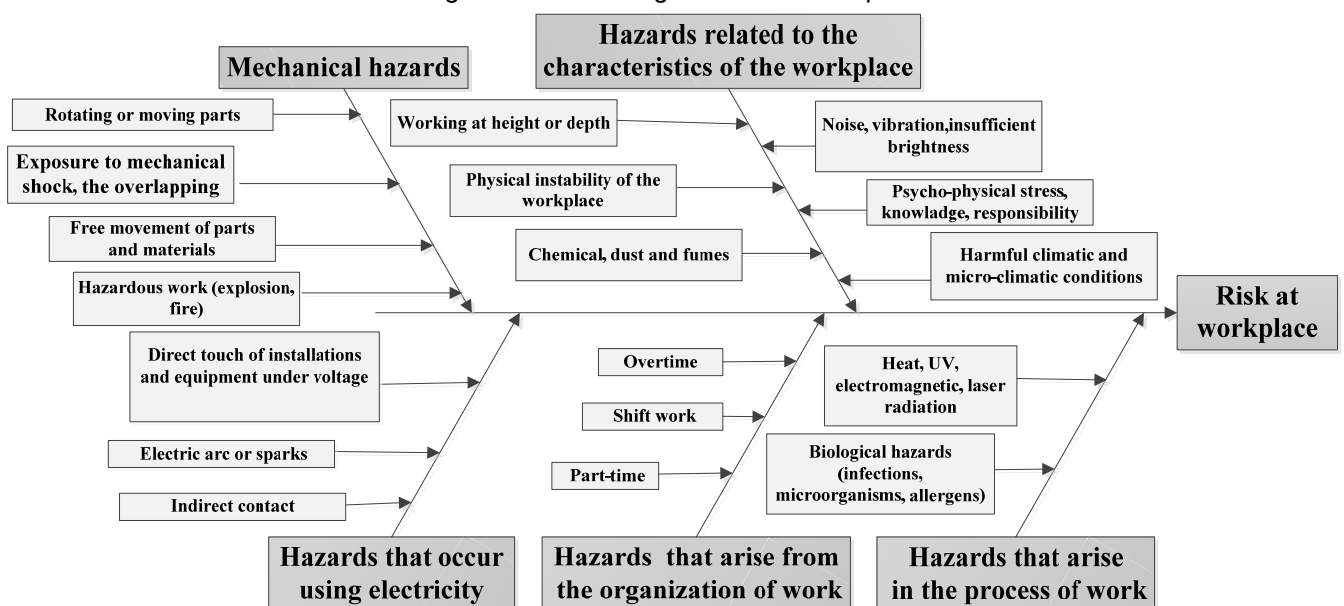 Mechanical hazards
Rotating or moving parts
Exposure to mechanical
shock, the overlapping
Free movement of parts
and materials
Hazardous work (explosion,
fire)
Hazards related to the
characteristics of the workplace
Working at height or depth
Physical instability of the
workplace
Chemical, dust and fumes
Noise, vibration,insufficient
brightness
Psycho-physical stress,
knowladge, responsibility
Harmful climatic and
micro-climatic conditions
Risk at
workplace
Direct touch of installations
and equipment under voltage
Electric arc or sparks
Indirect contact
Hazards that occur
using electricity
Overtime
Shift work
Part-time
Hazards that arise from
the organization of work
Heat, UV,
electromagnetic, laser
radiation
Biological hazards
(infections,
microorganisms, allergens)
Hazards that arise
in the process of work